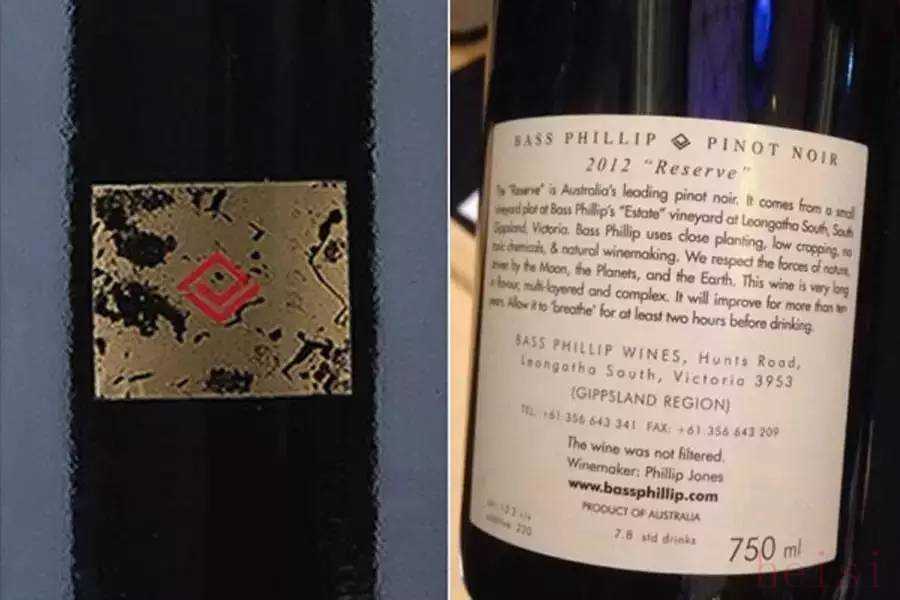 BASS PHILLIP PINOT NOIR
2012 "Reserve"
The "Reserve" is Australia's leading pinot noir. It comes from a small
vineyard plot at Bass Phillip's "Estate" vineyard at Leongatha South, South
Gippsland, Victoria. Bass Phillip uses close planting, low cropping, no
toxic chemicals, & natural winemaking. We respect the forces of nature,
driven by the Moon, the Planets, and the Earth. This wine is very long
in flavour, multi-layered and complex. It will improve for more than ten
years. Allow it to 'breathe' for at least two hours before drinking.
BASS PHILLIP WINES, Hunts Road,
Leongatha South, Victoria 3953
(GIPPSLAND REGION)
TEL. +61 356 643 341 FAX: +61 356 643 209
The wine was not filtered.
Winemaker: Phillip Jones
www.bassphillip.com
PRODUCT OF AUSTRALIA
additive 220
7.8 std drinks
750 ml
heisi